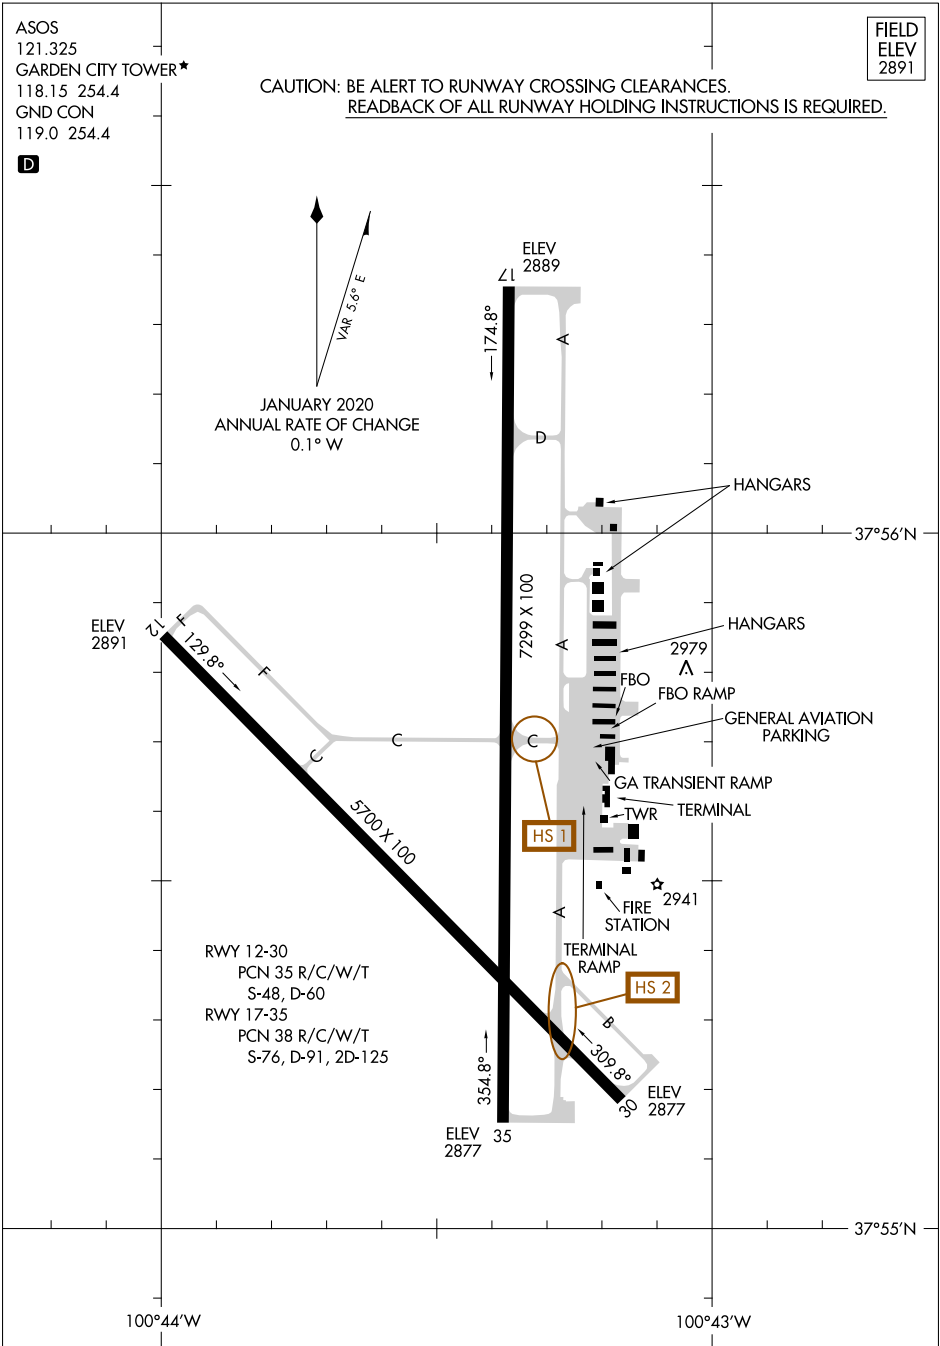 ASOS
121.325
GARDEN CITY TOWER★
118.15 254.4
GND CON
119.0 254.4
D
FIELD
ELEV
2891
CAUTION: BE ALERT TO RUNWAY CROSSING CLEARANCES.
READBACK OF ALL RUNWAY HOLDING INSTRUCTIONS IS REQUIRED.
VAR 5.6° E
JANUARY 2020
ANNUAL RATE OF CHANGE
0.1° W
ELEV
2889
17
174.8°
A
D
HANGARS
37°56'N
7299 X 100
A
HANGARS
2979
FBO
FBO RAMP
GENERAL AVIATION
PARKING
GA TRANSIENT RAMP
TERMINAL
TWR
ELEV
2891
12
F
129.8°
F
C
C
C
HS 1
5700 X 100
2941
FIRE
STATION
A
TERMINAL
RAMP
HS 2
B
RWY 12-30
PCN 35 R/C/W/T
S-48, D-60
RWY 17-35
PCN 38 R/C/W/T
S-76, D-91, 2D-125
354.8°
309.8°
30
ELEV
2877
ELEV
2877
35
37°55'N
100°44'W
100°43'W